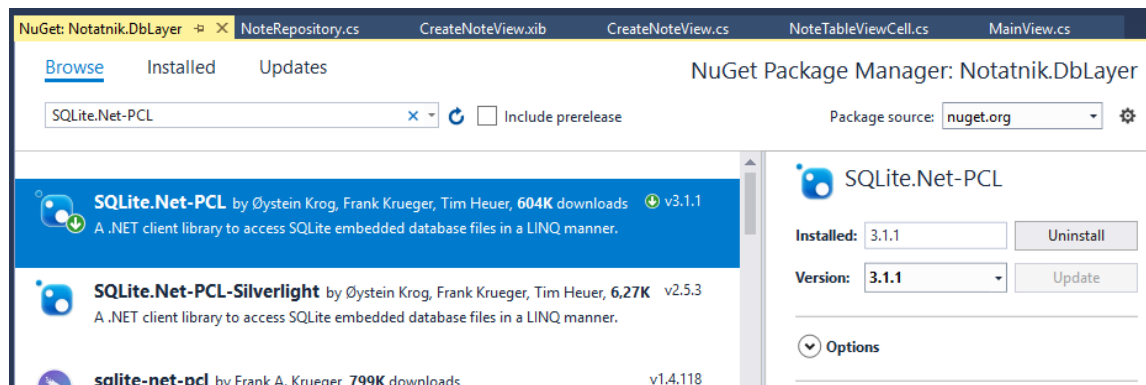 NuGet: Notatnik.DbLayer NoteRepository.cs CreateNoteView.xib CreateNoteView.cs NoteTableViewCell.cs MainView.cs
Browse Installed Updates
NuGet Package Manager: Notatnik.DbLayer
SQLite.Net-PCL
Include prerelease
Package source: nuget.org
SQLite.Net-PCL by Øystein Krog, Frank Krueger, Tim Heuer, 604K downloads v3.1.1
A .NET client library to access SQLite embedded database files in a LINQ manner.
SQLite.Net-PCL-Silverlight by Øystein Krog, Frank Krueger, Tim Heuer, 6,27K v2.5.3
A .NET client library to access SQLite embedded database files in a LINQ manner.
sqlite-net-pcl by Frank A. Krueger, 799K downloads v1.4.118
SQLite.Net-PCL
Installed: 3.1.1 Uninstall
Version: 3.1.1 Update
Options